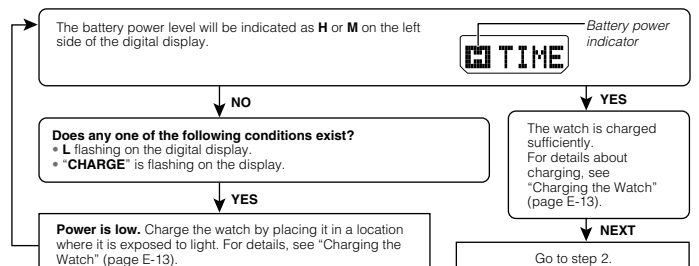 The battery power level will be indicated as H or M on the left
side of the digital display.
Battery power
indicator
H TIME
NO
YES
Does any one of the following conditions exist?
• L flashing on the digital display.
• “CHARGE” is flashing on the display.
The watch is charged
sufficiently.
For details about
charging, see
“Charging the Watch”
(page E-13).
YES
NEXT
Power is low. Charge the watch by placing it in a location
where it is exposed to light. For details, see “Charging the
Watch” (page E-13).
Go to step 2.